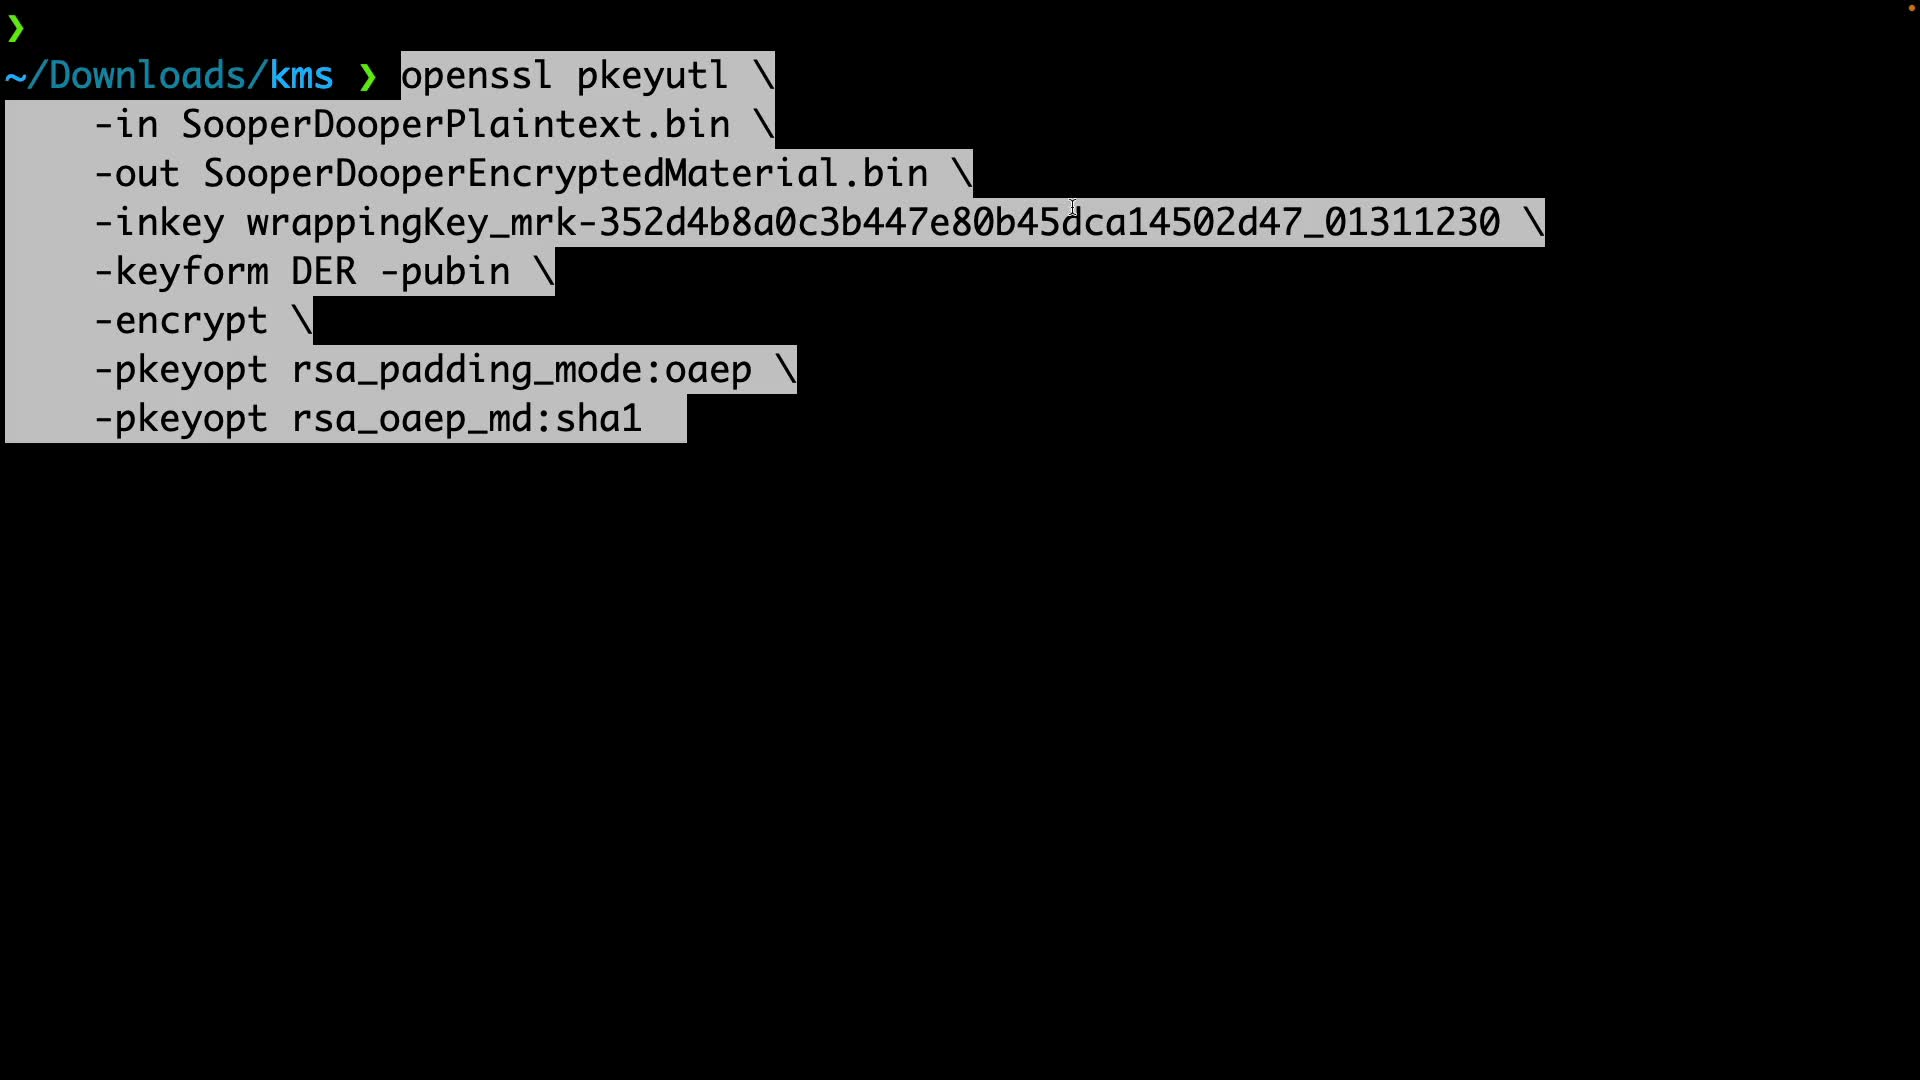 ❯
~/Downloads/kms ❯ openssl pkeyutl \
-in SooperDooperPlaintext.bin \
-out SooperDooperEncryptedMaterial.bin \
-inkey wrappingKey_mrk-352d4b8a0c3b447e80b45dca14502d47_01311230 \
-keyform DER -pubin \
-encrypt \
-pkeyopt rsa_padding_mode:oaep \
-pkeyopt rsa_oaep_md:sha1